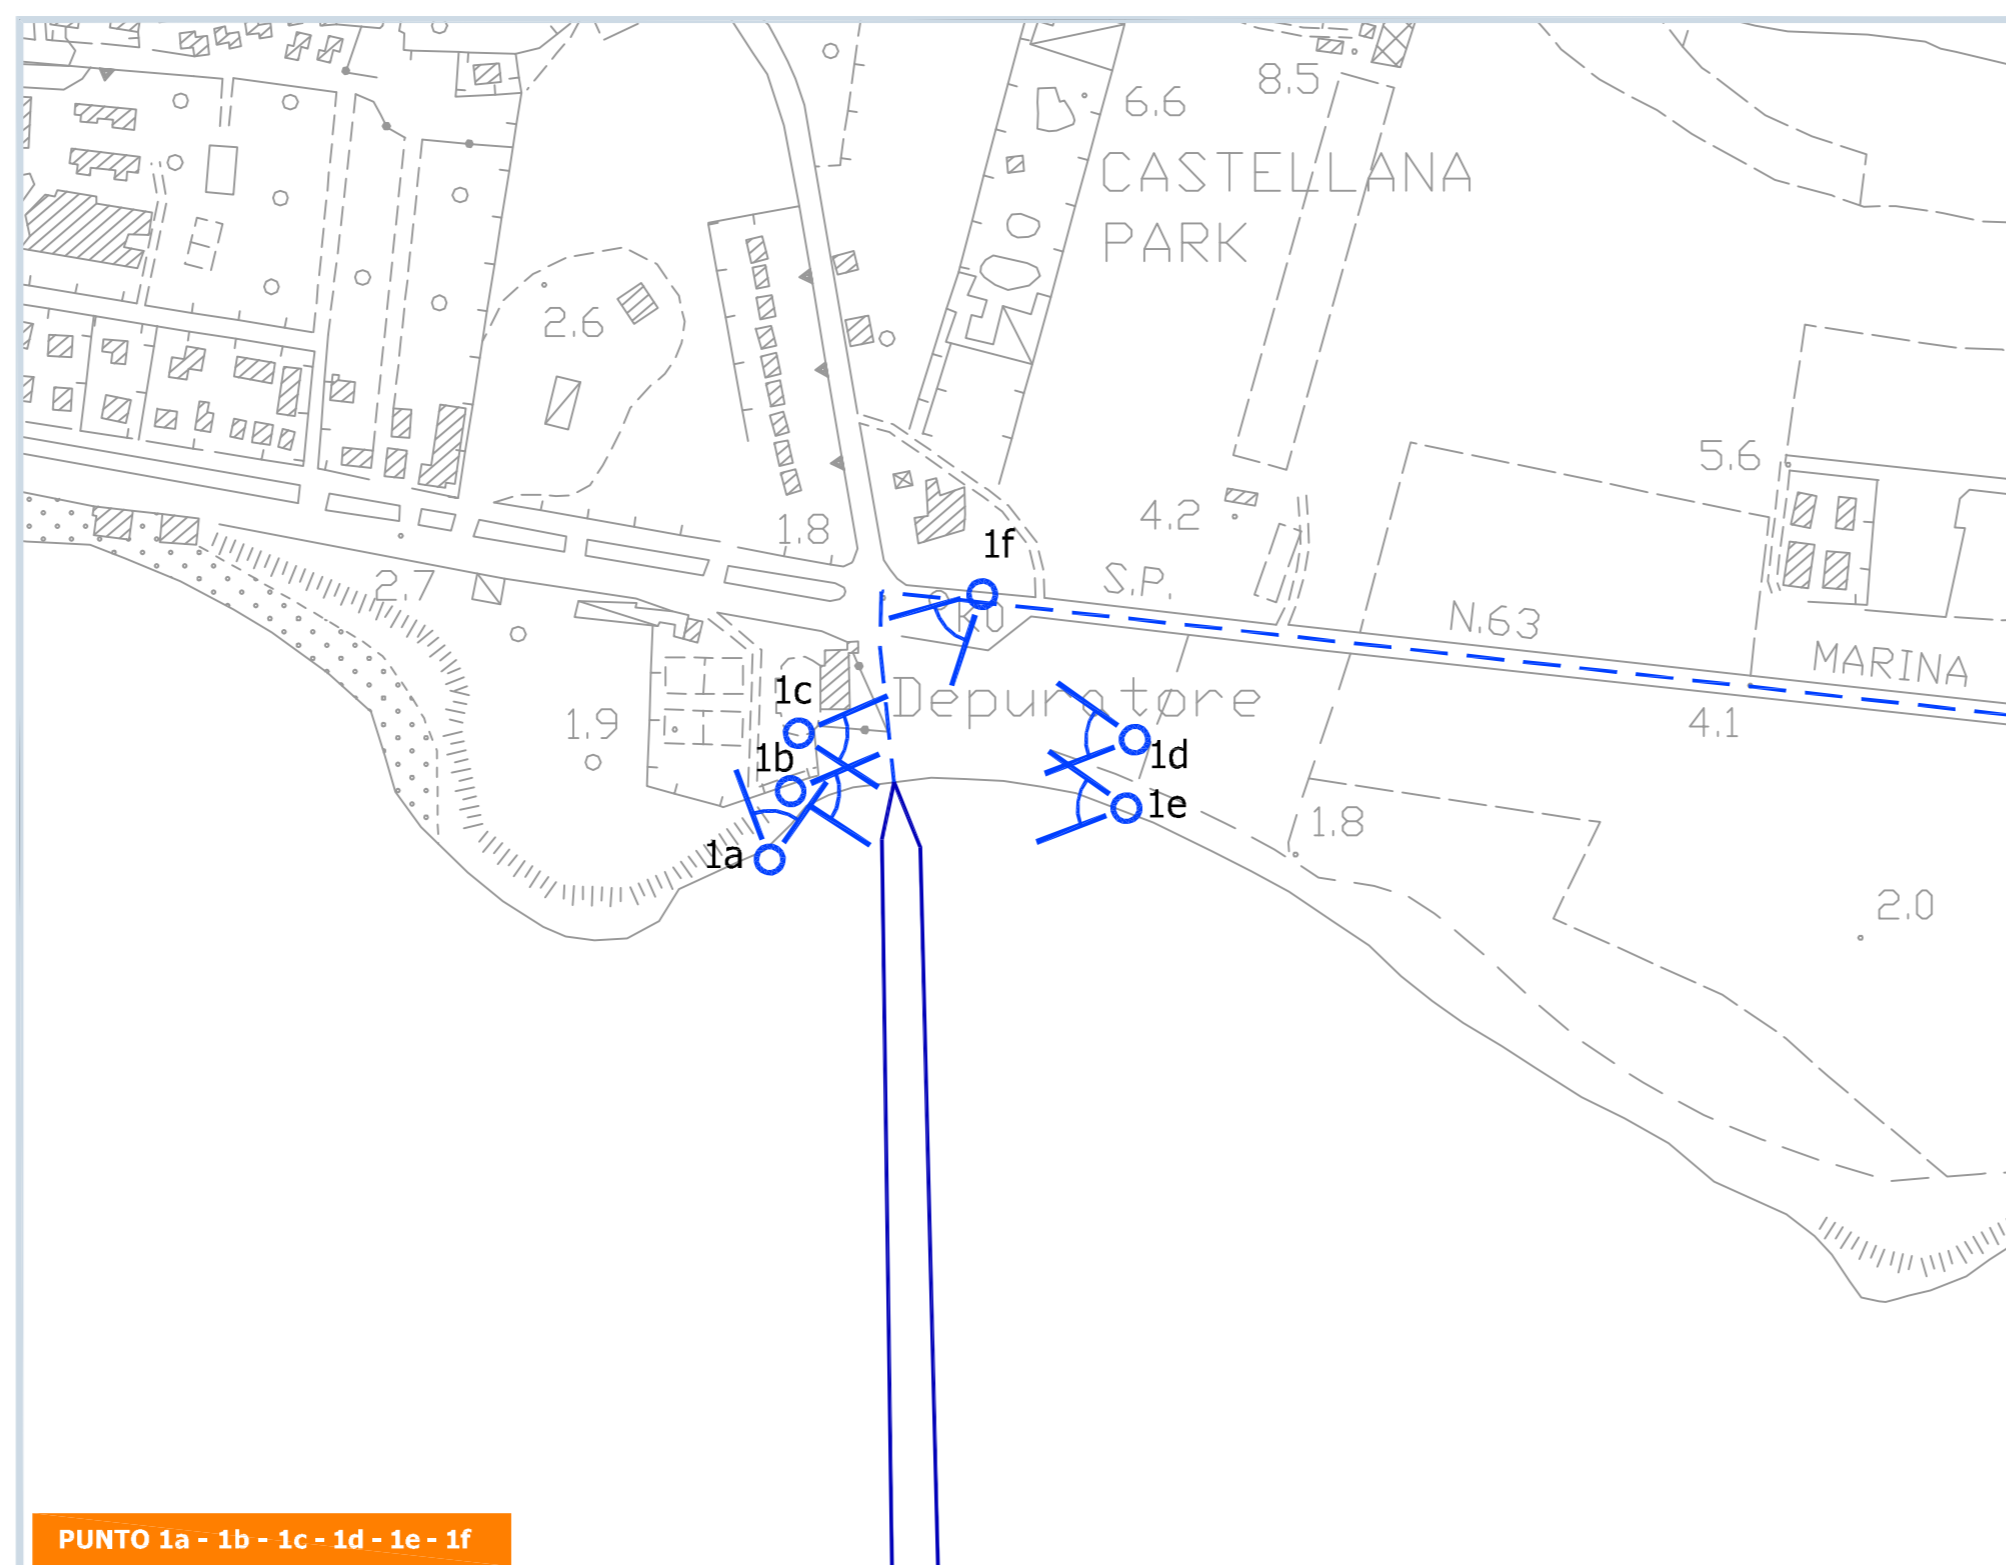 8.5
6.6
CASTELLANA
PARK
2.6
5.6
4.2
1.8
1f
2.7
S.P.
N.63
MARINA
1c
Depuratore
1.9
4.1
1b
1d
1e
1.8
1a
2.0
PUNTO 1a - 1b - 1c - 1d - 1e - 1f